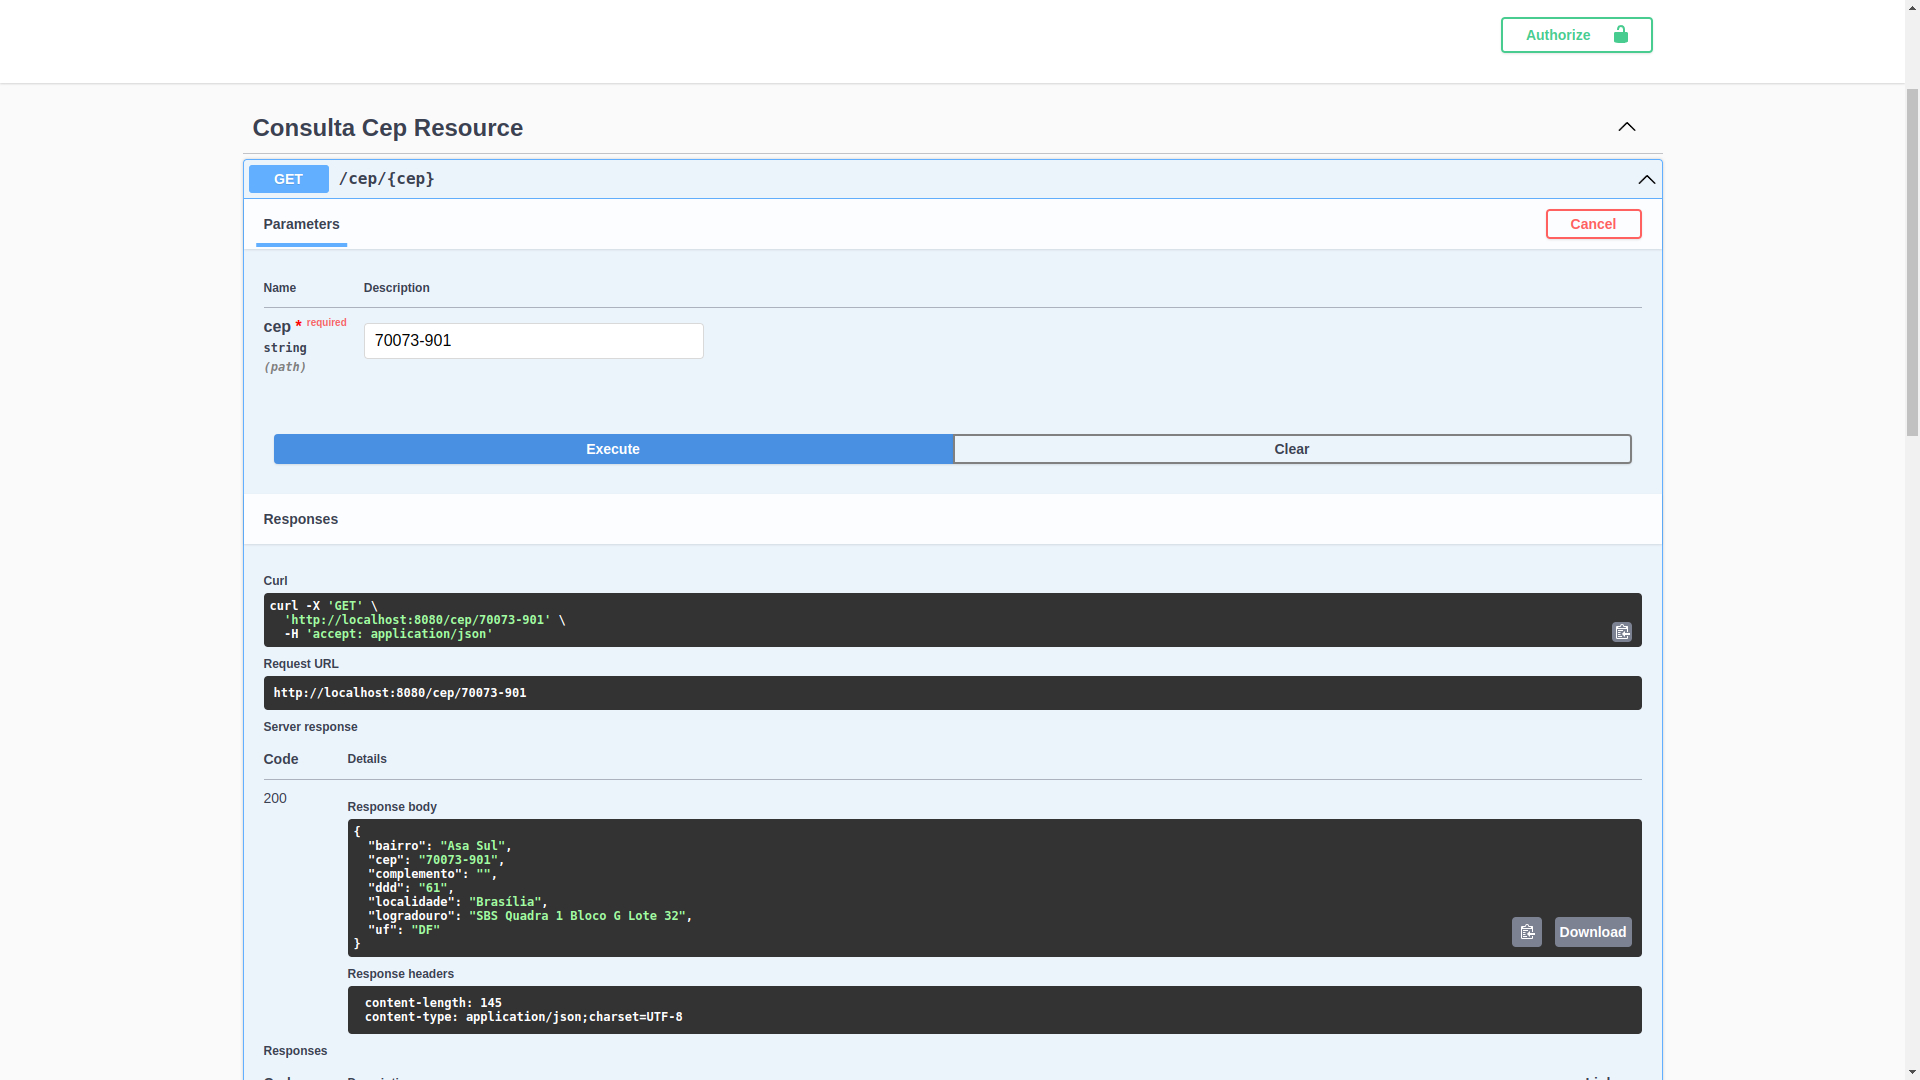 Authorize
Consulta Cep Resource
GET /cep/{cep}
Parameters
Cancel
Name Description
cep * required
string
(path)
70073-901
Execute Clear
Responses
Curl
curl -X 'GET' \
  'http://localhost:8080/cep/70073-901' \
  -H 'accept: application/json'
Request URL
http://localhost:8080/cep/70073-901
Server response
Code Details
200
Response body
{
  "bairro": "Asa Sul",
  "cep": "70073-901",
  "complemento": "",
  "ddd": "61",
  "localidade": "Brasília",
  "logradouro": "SBS Quadra 1 Bloco G Lote 32",
  "uf": "DF"
}
Download
Response headers
content-length: 145
content-type: application/json;charset=UTF-8
Responses